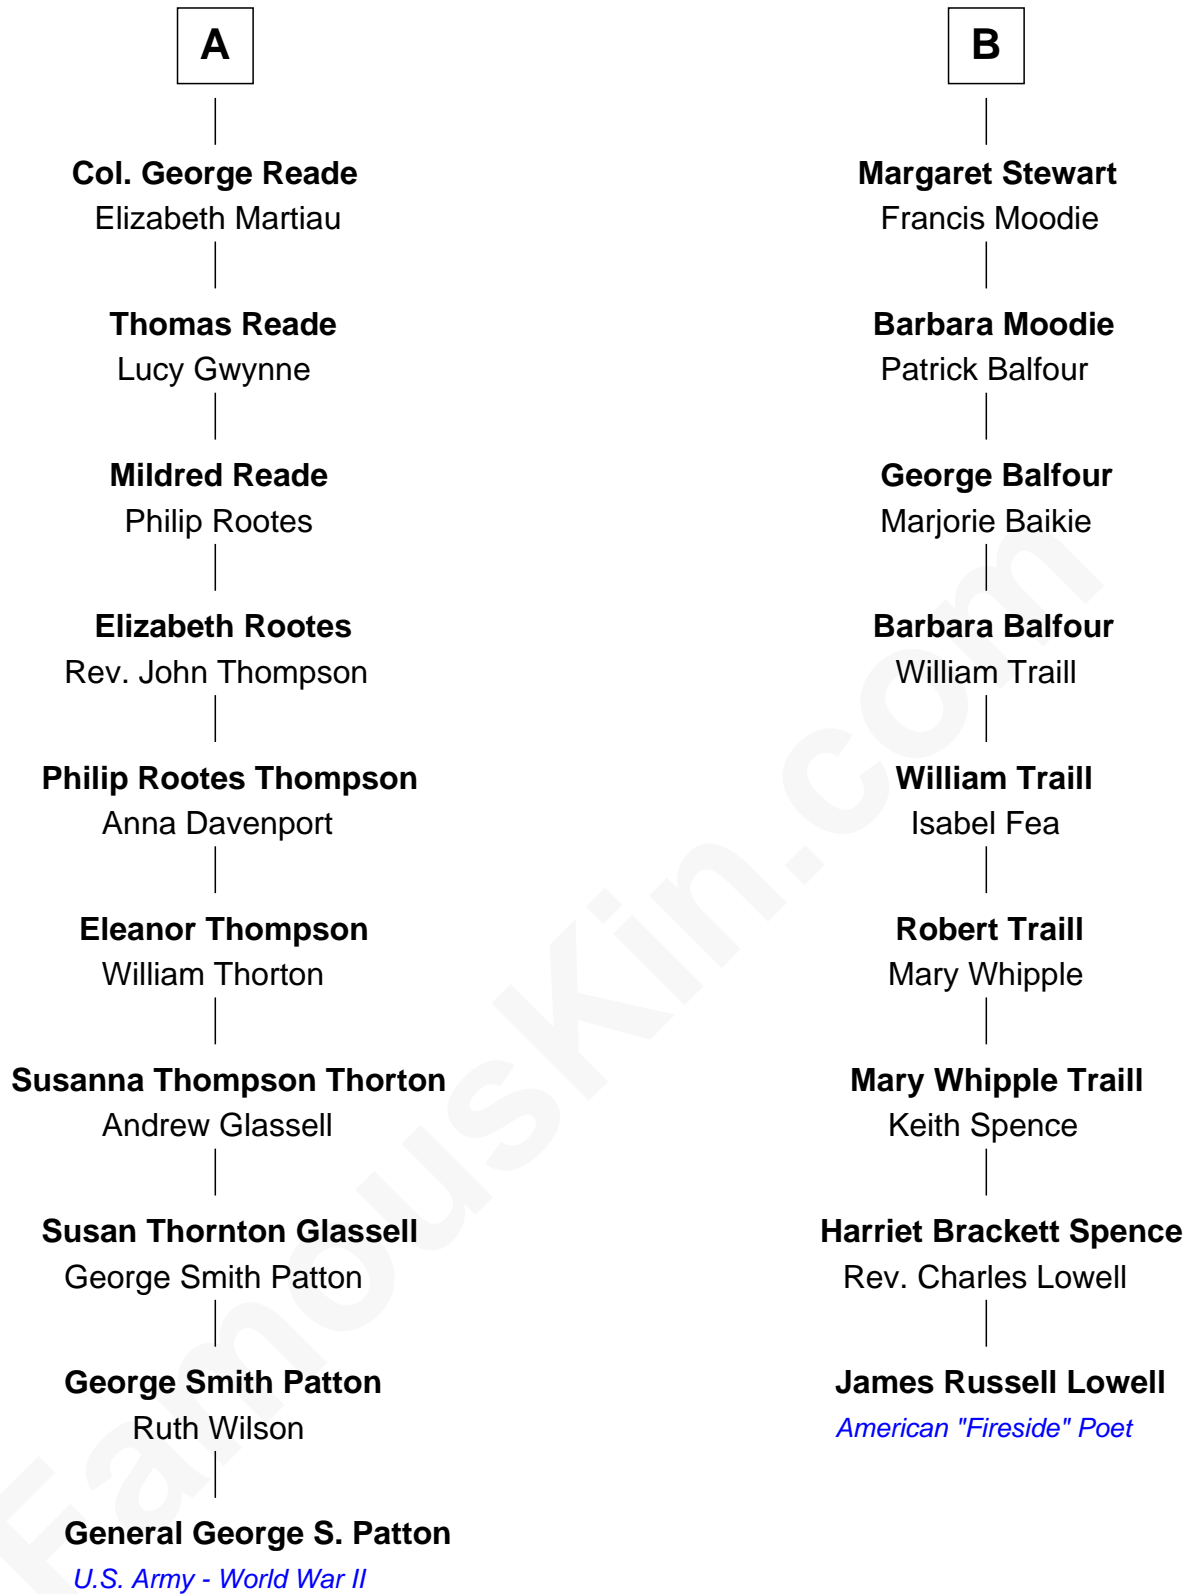 A
Col. George Reade
Elizabeth Martiau
Thomas Reade
Lucy Gwynne
Mildred Reade
Philip Rootes
Elizabeth Rootes
Rev. John Thompson
Philip Rootes Thompson
Anna Davenport
Eleanor Thompson
William Thorton
Susanna Thompson Thorton
Andrew Glassell
Susan Thornton Glassell
George Smith Patton
George Smith Patton
Ruth Wilson
General George S. Patton
U.S. Army - World War II
B
Margaret Stewart
Francis Moodie
Barbara Moodie
Patrick Balfour
George Balfour
Marjorie Baikie
Barbara Balfour
William Traill
William Traill
Isabel Fea
Robert Traill
Mary Whipple
Mary Whipple Traill
Keith Spence
Harriet Brackett Spence
Rev. Charles Lowell
James Russell Lowell
American "Fireside" Poet
FamousKin.com